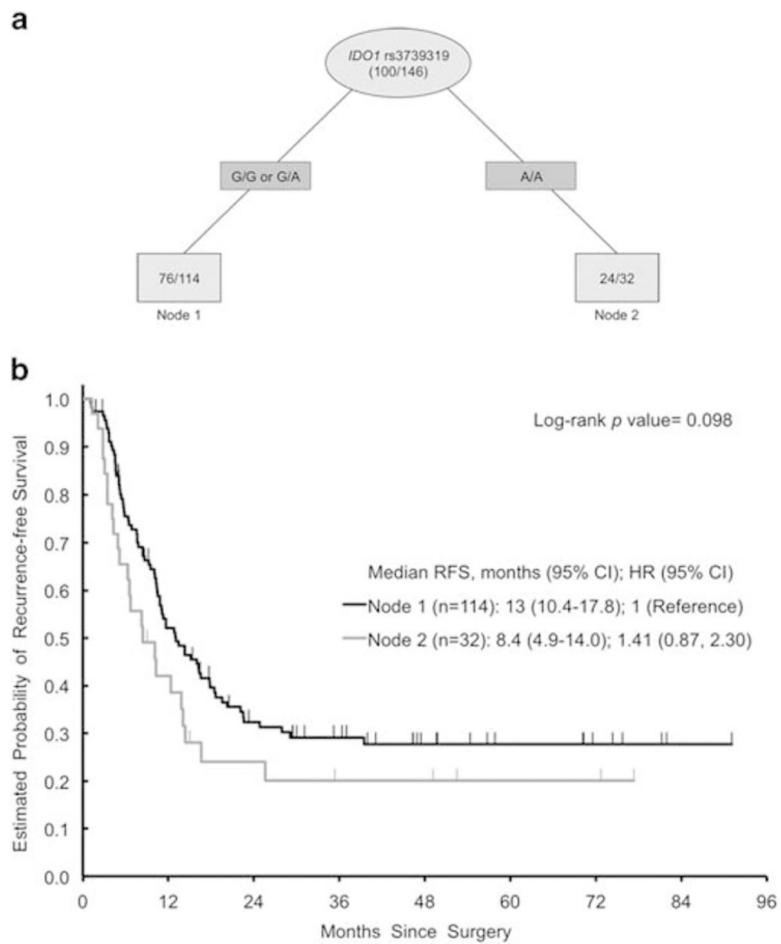 a
IDO1 rs3739319
(100/146)
G/G or G/A
A/A
76/114
24/32
Node 1
Node 2
b
Estimated Probability of Recurrence-free Survival
1.0
0.9
0.8
0.7
0.6
0.5
0.4
0.3
0.2
0.1
0.0
Log-rank p value= 0.098
Median RFS, months (95% CI); HR (95% CI)
Node 1 (n=114): 13 (10.4-17.8); 1 (Reference)
Node 2 (n=32): 8.4 (4.9-14.0); 1.41 (0.87, 2.30)
0 12 24 36 48 60 72 84 96
Months Since Surgery